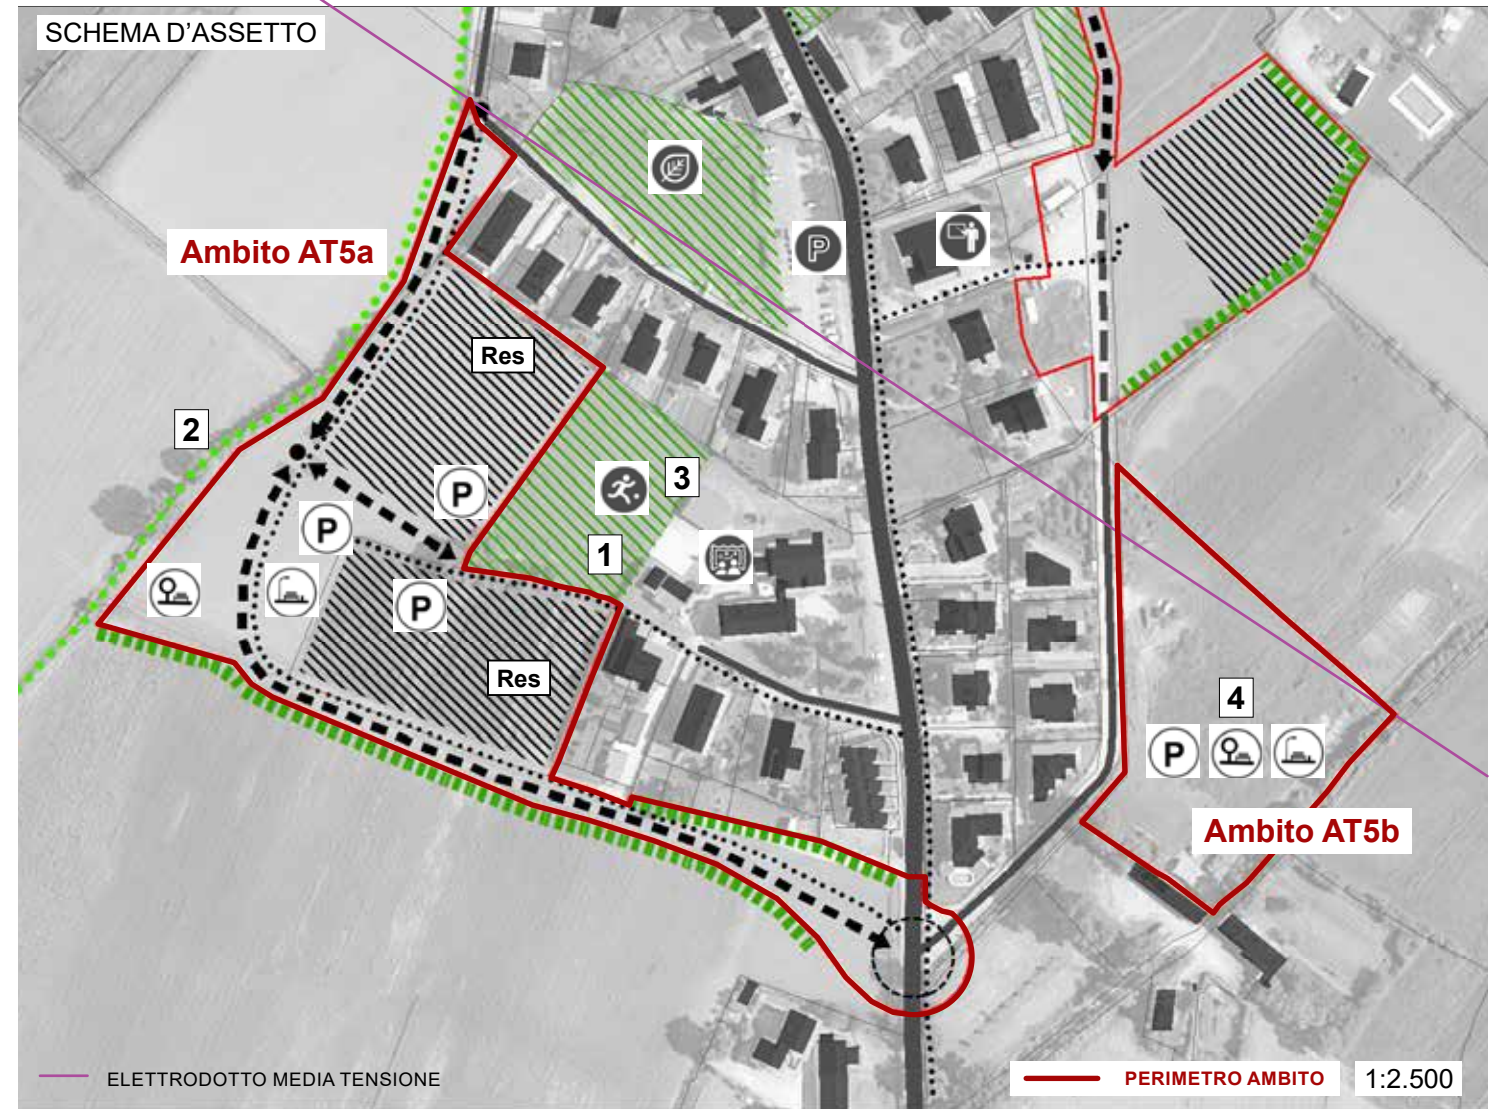 SCHEMA D'ASSETTO
Ambito AT5a
P
Res
2
3
P
P
1
P
Res
4
P
Ambito AT5b
ELETTRODOTTO MEDIA TENSIONE
PERIMETRO AMBITO
1:2.500